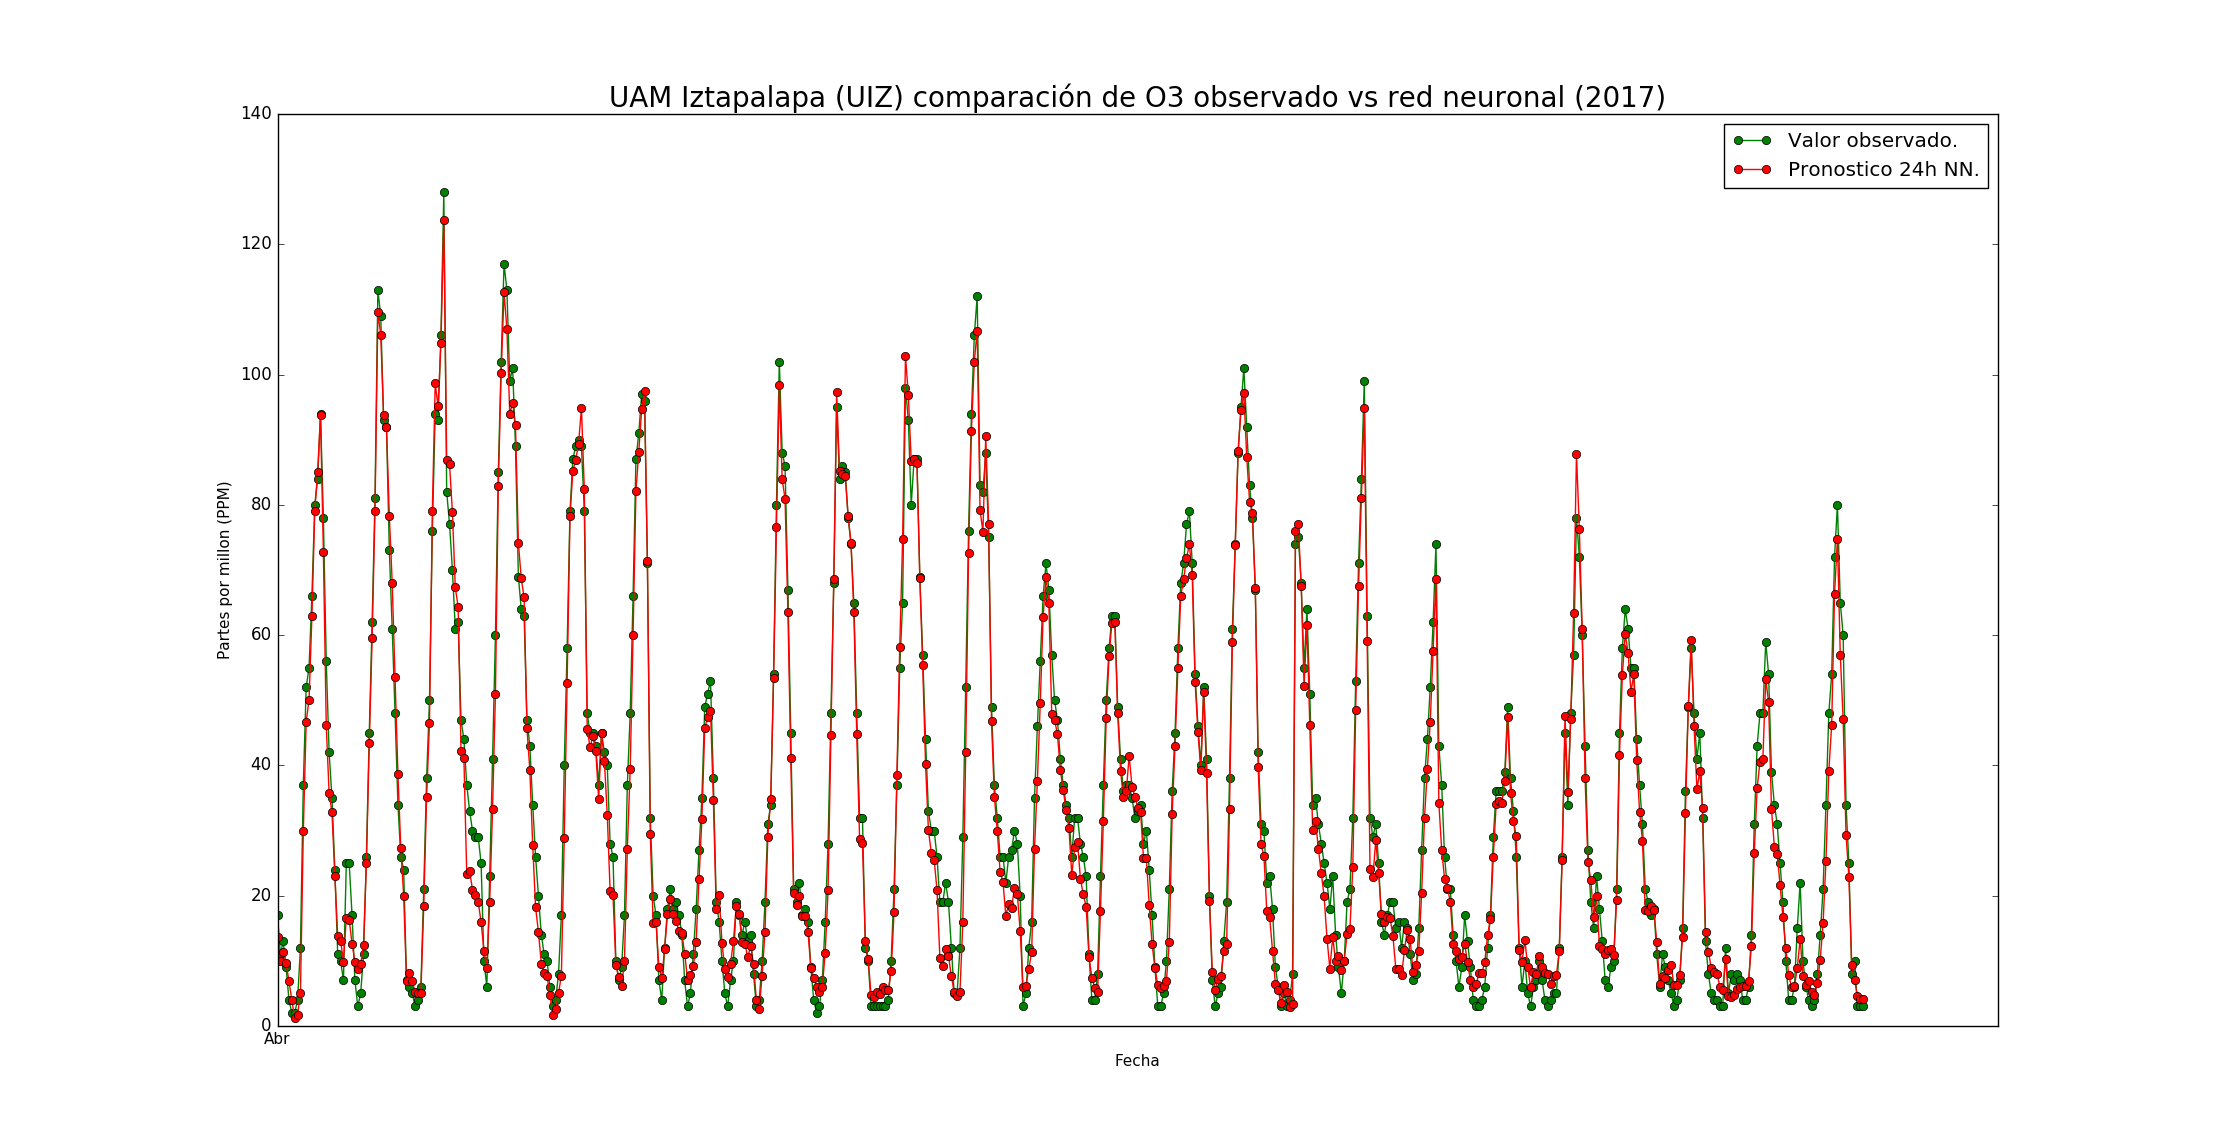 UAM Iztapalapa (UIZ) comparación de O3 observado vs red neuronal (2017)
140
120
100
80
60
40
20
0
Partes por millon (PPM)
Valor observado.
Pronostico 24h NN.
Abr
Fecha